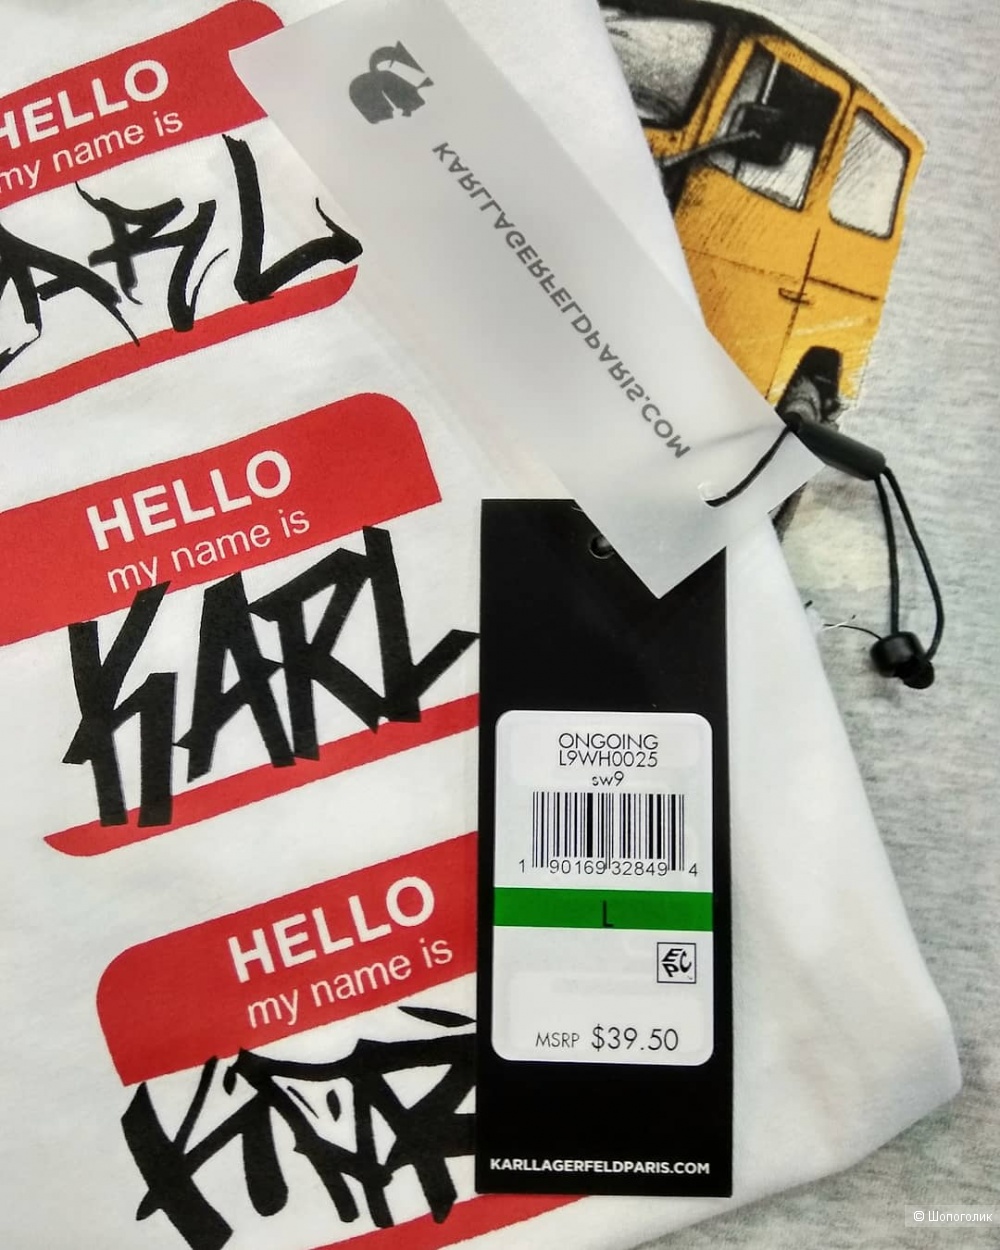 HELLO
my name is
KARL
KARLLAGERFELDPARIS.COM
HELLO
my name is
KARL
HELLO
my name is
ONGOING
L9WH0025
sw9
1 90169 32849 4
L
EPC
MSRP $39.50
KARLLAGERFELDPARIS.COM
© Шопоголик